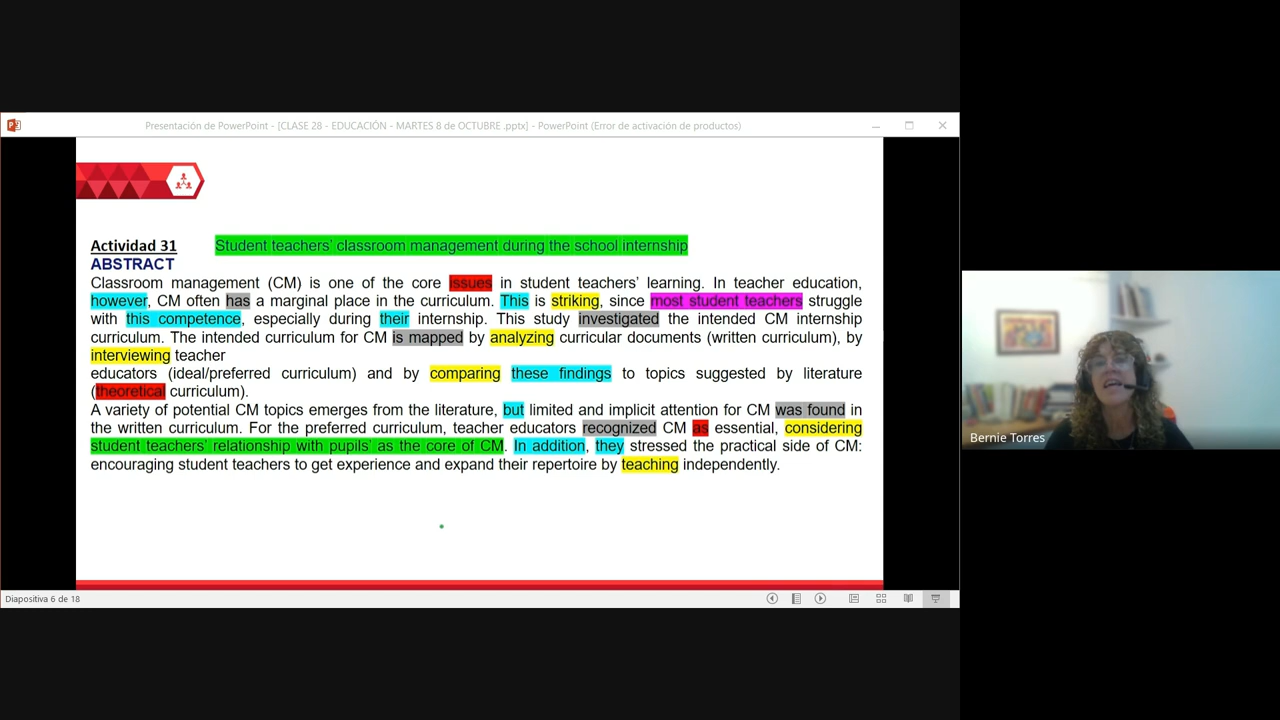 Presentación de PowerPoint - [CLASE 28 - EDUCACIÓN - MARTES 8 de OCTUBRE .pptx] - PowerPoint (Error de activación de productos)
Actividad 31 Student teachers' classroom management during the school internship
ABSTRACT
Classroom management (CM) is one of the core issues in student teachers' learning. In teacher education,
however, CM often has a marginal place in the curriculum. This is striking, since most student teachers struggle
with this competence, especially during their internship. This study investigated the intended CM internship
curriculum. The intended curriculum for CM is mapped by analyzing curricular documents (written curriculum), by
interviewing teacher
educators (ideal/preferred curriculum) and by comparing these findings to topics suggested by literature
(theoretical curriculum).
A variety of potential CM topics emerges from the literature, but limited and implicit attention for CM was found in
the written curriculum. For the preferred curriculum, teacher educators recognized CM as essential, considering
student teachers' relationship with pupils' as the core of CM. In addition, they stressed the practical side of CM:
encouraging student teachers to get experience and expand their repertoire by teaching independently.
Diapositiva 6 de 18
Bernie Torres